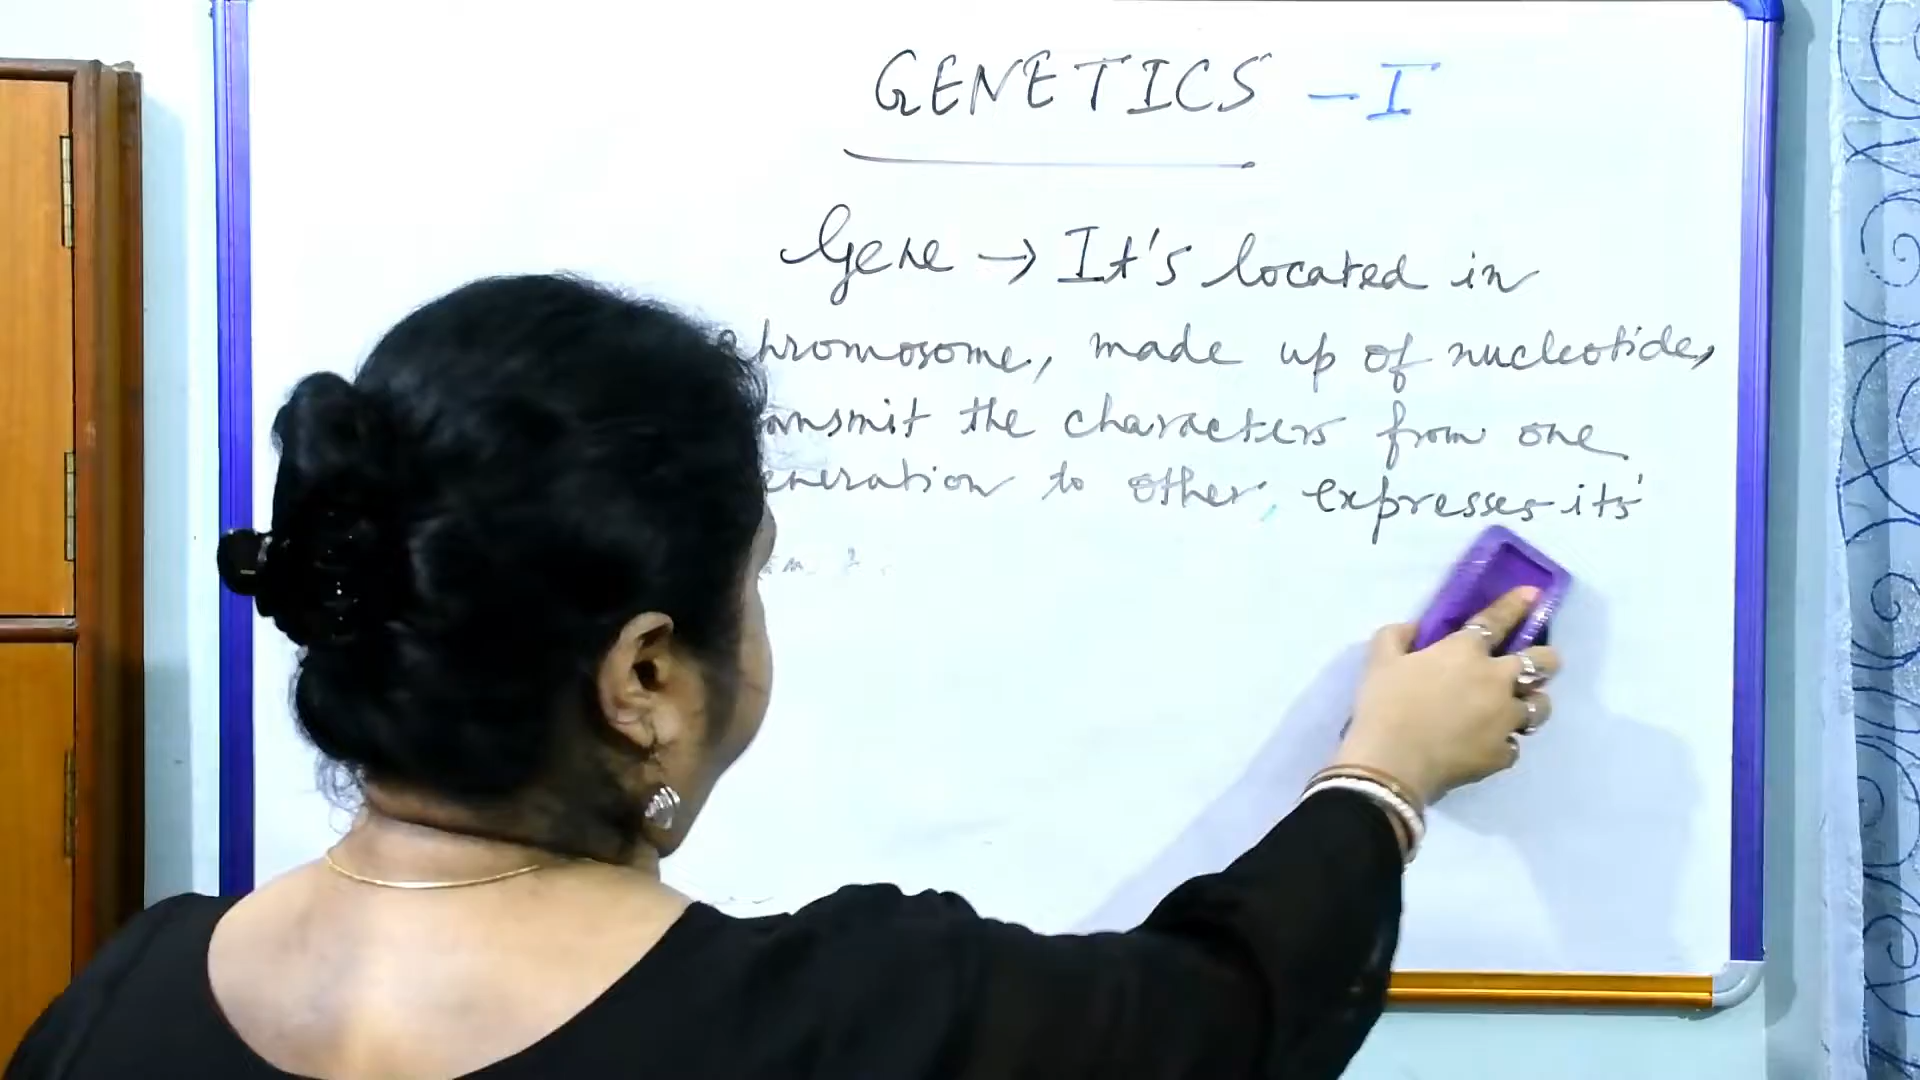 GENETICS - I
Gene → It's located in
chromosome, made up of nucleotide,
ansmit the characters from one
eneration to other, expresses its'